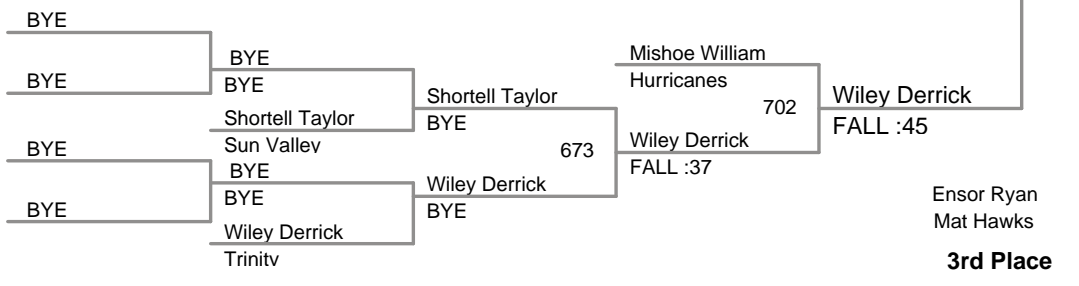 BYE
BYE
BYE
BYE
BYE
BYE
Shortell Taylor
Sun Valley
BYE
BYE
Wiley Derrick
Trinity
Shortell Taylor
BYE
673
Wiley Derrick
BYE
Mishoe William
Hurricanes
702
Wiley Derrick
FALL :37
Wiley Derrick
FALL :45
Ensor Ryan
Mat Hawks
3rd Place